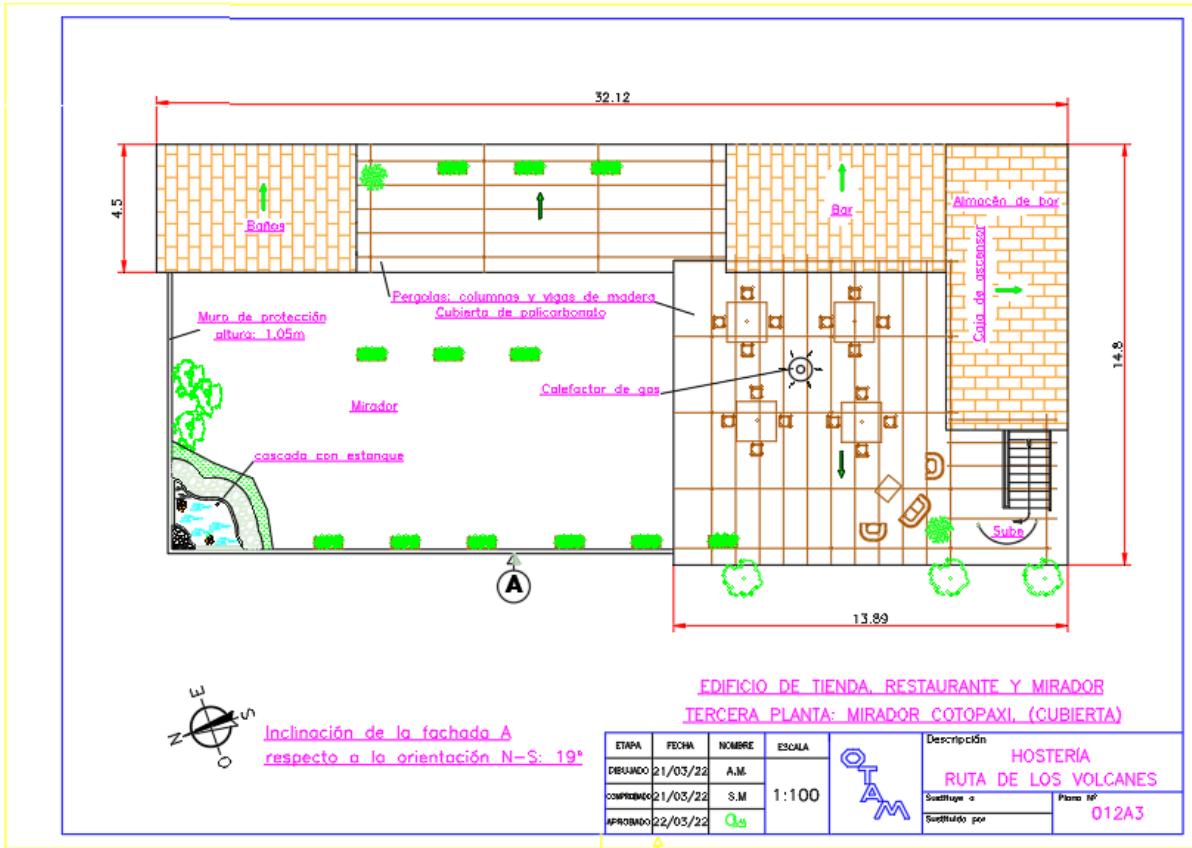 32.12
4.5
Baños
Bar
Almacén de bar
Caja de ascensor
14.8
Pergolas: columnas y vigas de madera
Cubierta de policarbonato
Muro de protección
altura: 1.05m
Calefactor de gas
Mirador
cascada con estanque
Sube
A
13.89
E
S
N
O
Inclinación de la fachada A
respecto a la orientación N-S: 19°
EDIFICIO DE TIENDA, RESTAURANTE Y MIRADOR
TERCERA PLANTA: MIRADOR COTOPAXI, (CUBIERTA)
ETAPA FECHA NOMBRE ESCALA
DIBUJADO 21/03/22 A.M.
COMPROBADO 21/03/22 S.M
APROBADO 22/03/22
1:100
OTAM
Descripción
HOSTERÍA
RUTA DE LOS VOLCANES
Sustituye a
Sustituido por
Plano Nº
012A3